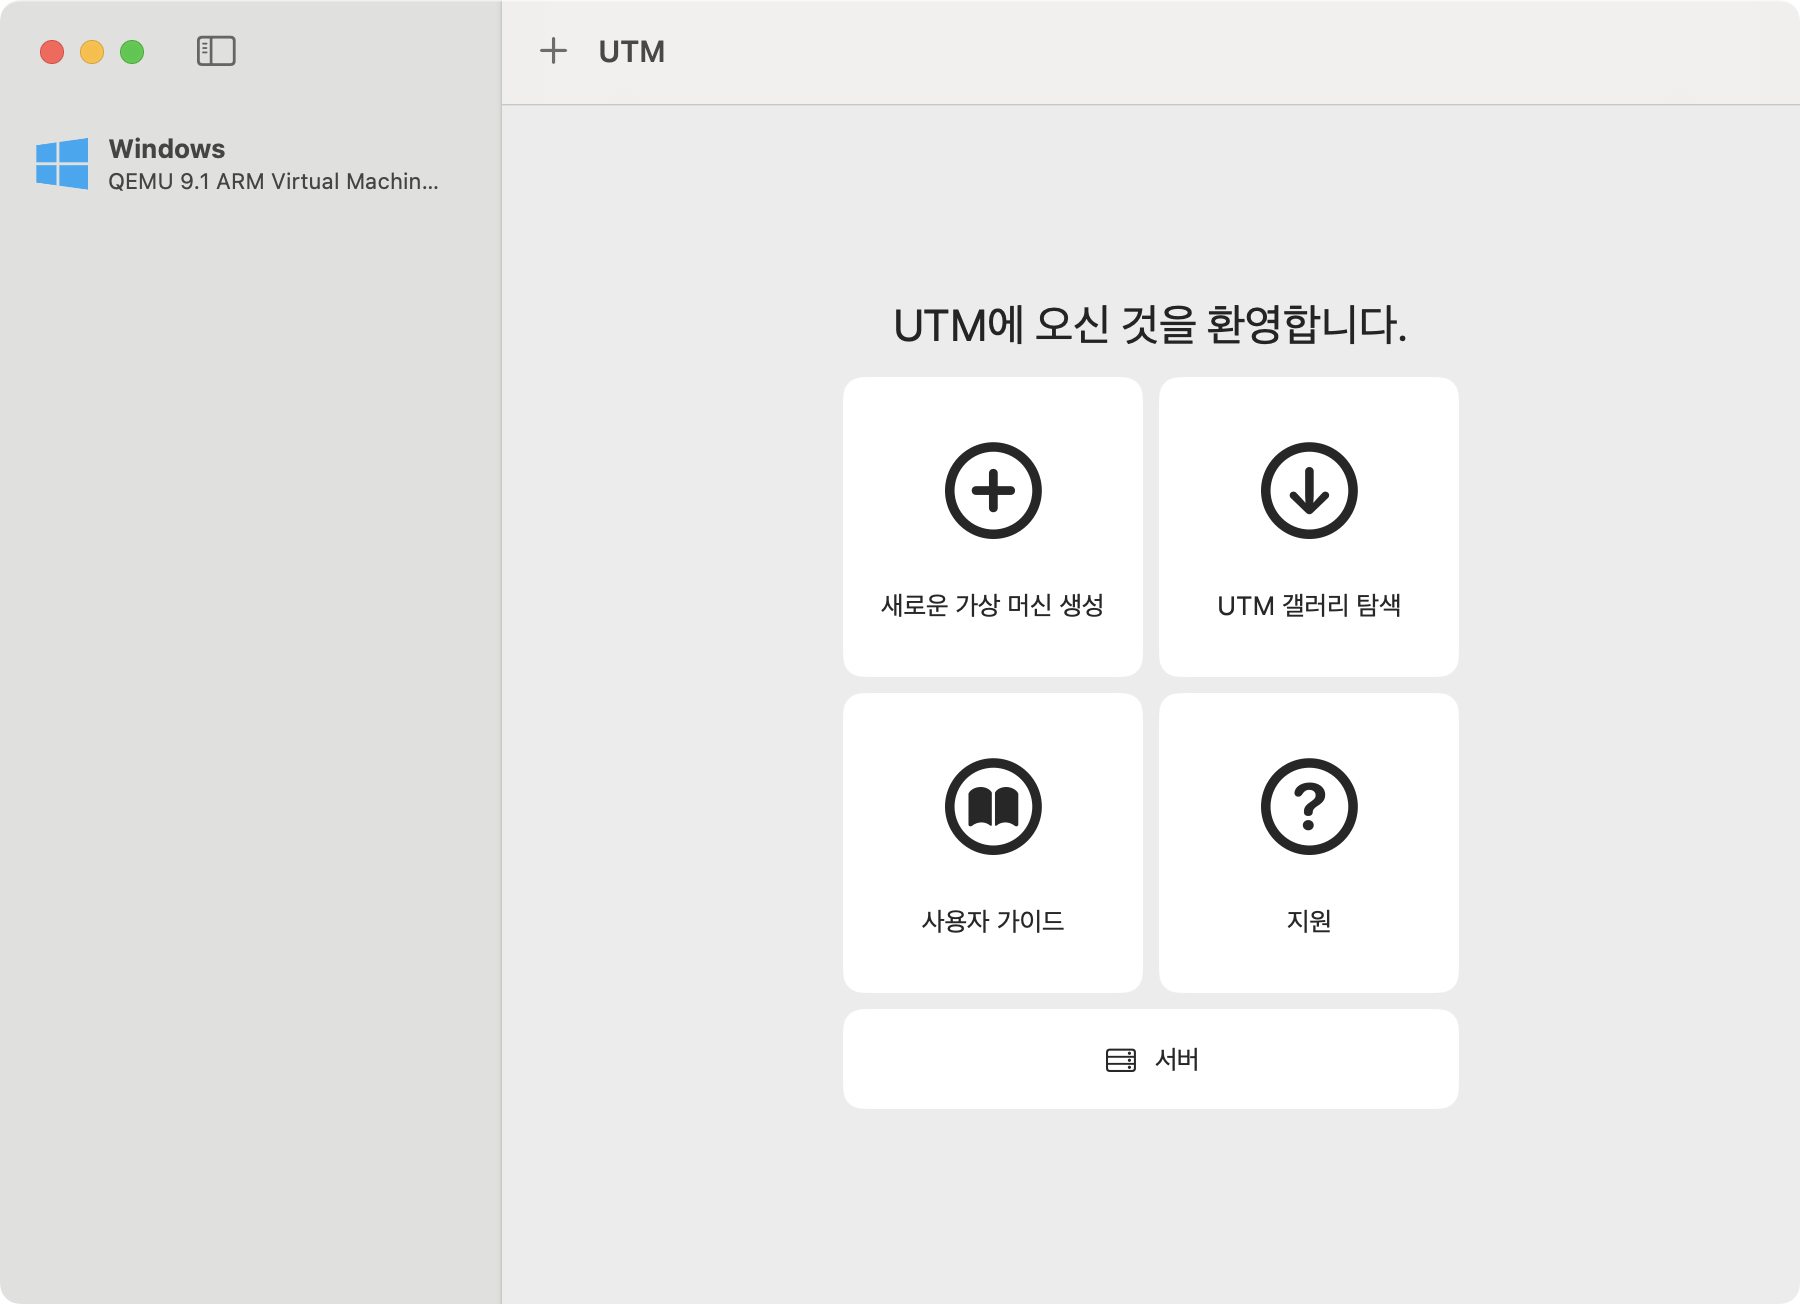 UTM
Windows
QEMU 9.1 ARM Virtual Machin...
UTM에 오신 것을 환영합니다.
새로운 가상 머신 생성
UTM 갤러리 탐색
사용자 가이드
지원
서버